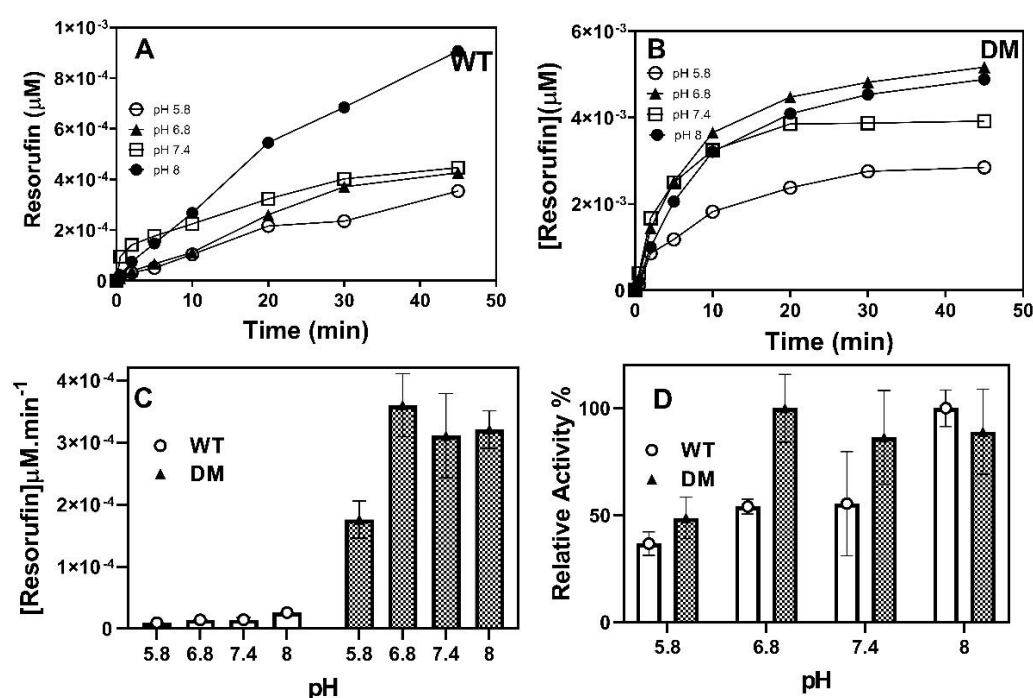 A
WT
Resorufin (μM)
1×10⁻³
8×10⁻⁴
6×10⁻⁴
4×10⁻⁴
2×10⁻⁴
0
pH 5.8
pH 6.8
pH 7.4
pH 8
0 10 20 30 40 50
Time (min)
B
DM
[Resorufin](μM)
6×10⁻³
4×10⁻³
2×10⁻³
0
pH 5.8
pH 6.8
pH 7.4
pH 8
0 10 20 30 40 50
Time (min)
C
[Resorufin]μM.min⁻¹
4×10⁻⁴
3×10⁻⁴
2×10⁻⁴
1×10⁻⁴
0
WT
DM
5.8 6.8 7.4 8 5.8 6.8 7.4 8
pH
D
Relative Activity %
100
50
0
WT
DM
5.8 6.8 7.4 8
pH